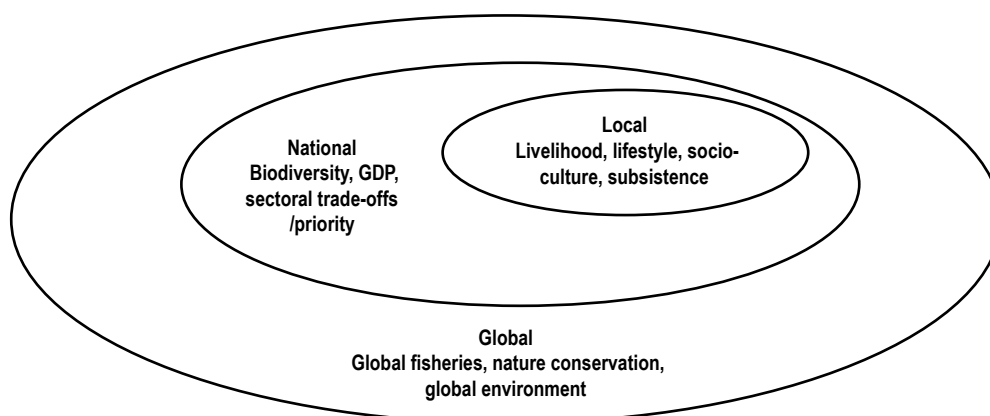 Local
Livelihood, lifestyle, socio-
culture, subsistence
National
Biodiversity, GDP,
sectoral trade-offs
/priority
Global
Global fisheries, nature conservation,
global environment